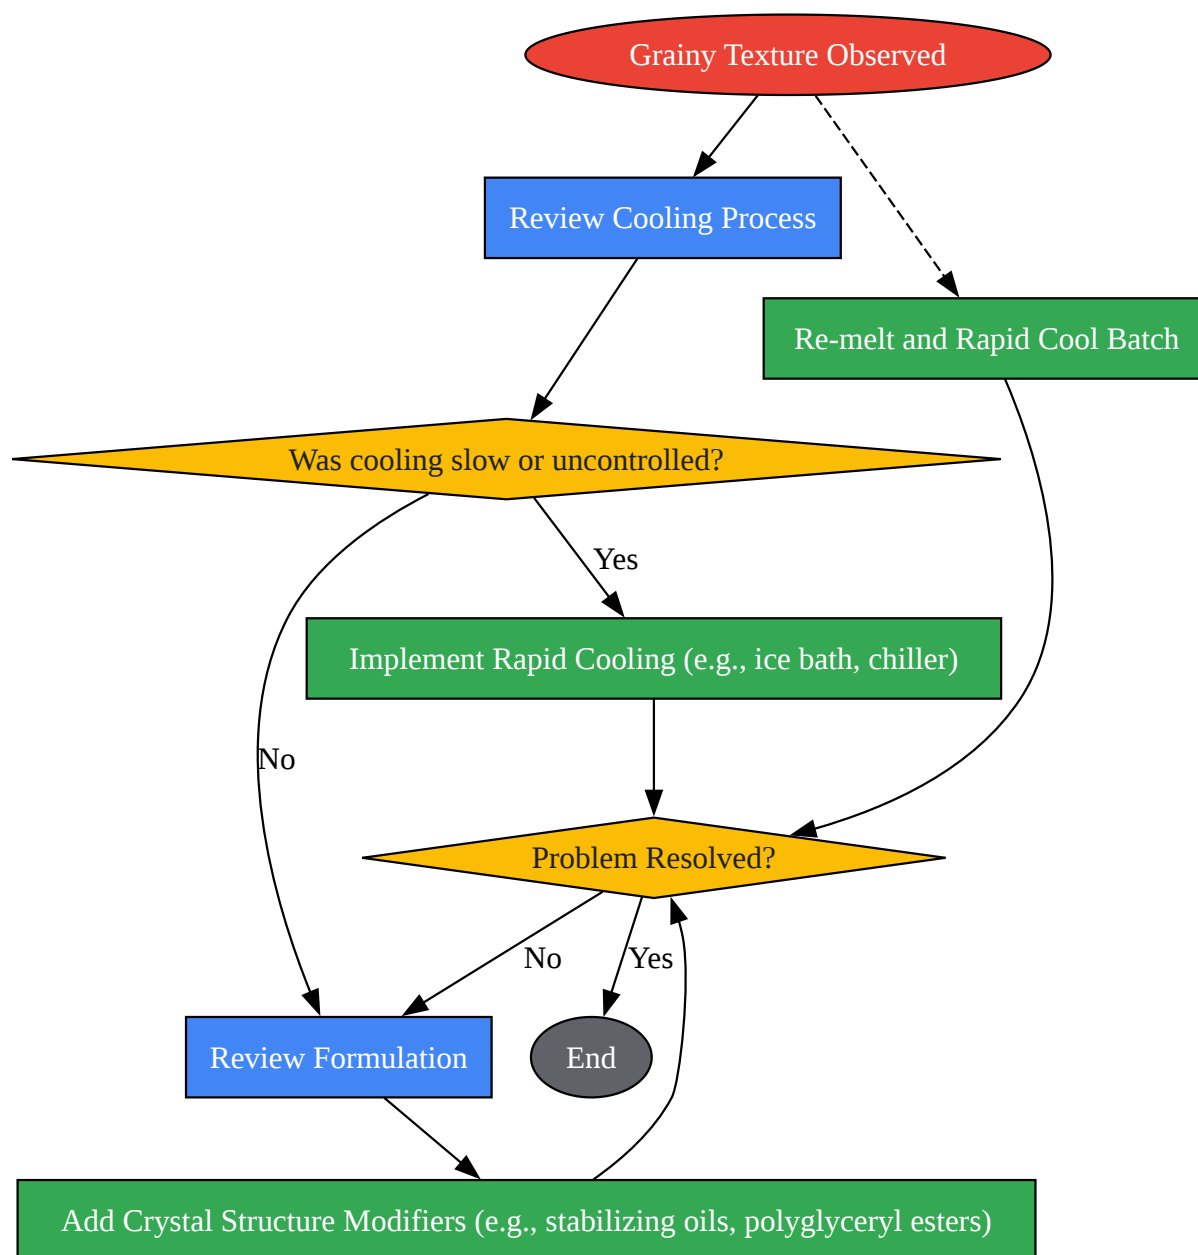 Grainy Texture Observed
Review Cooling Process
Re-melt and Rapid Cool Batch
Was cooling slow or uncontrolled?
Yes
Implement Rapid Cooling (e.g., ice bath, chiller)
No
Problem Resolved?
No
Yes
Review Formulation
End
Add Crystal Structure Modifiers (e.g., stabilizing oils, polyglyceryl esters)